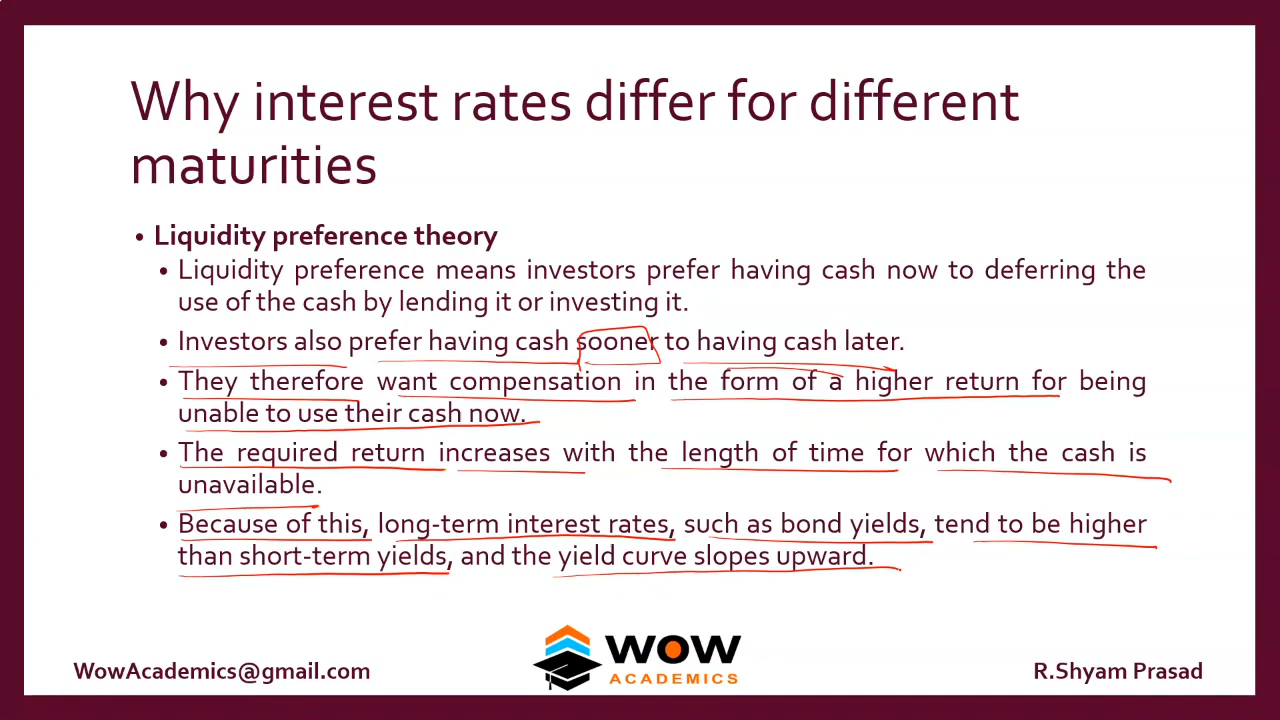 Why interest rates differ for different
maturities
• Liquidity preference theory
• Liquidity preference means investors prefer having cash now to deferring the
use of the cash by lending it or investing it.
• Investors also prefer having cash sooner to having cash later.
• They therefore want compensation in the form of a higher return for being
unable to use their cash now.
• The required return increases with the length of time for which the cash is
unavailable.
• Because of this, long-term interest rates, such as bond yields, tend to be higher
than short-term yields, and the yield curve slopes upward.
WowAcademics@gmail.com
WOW
ACADEMICS
R.Shyam Prasad